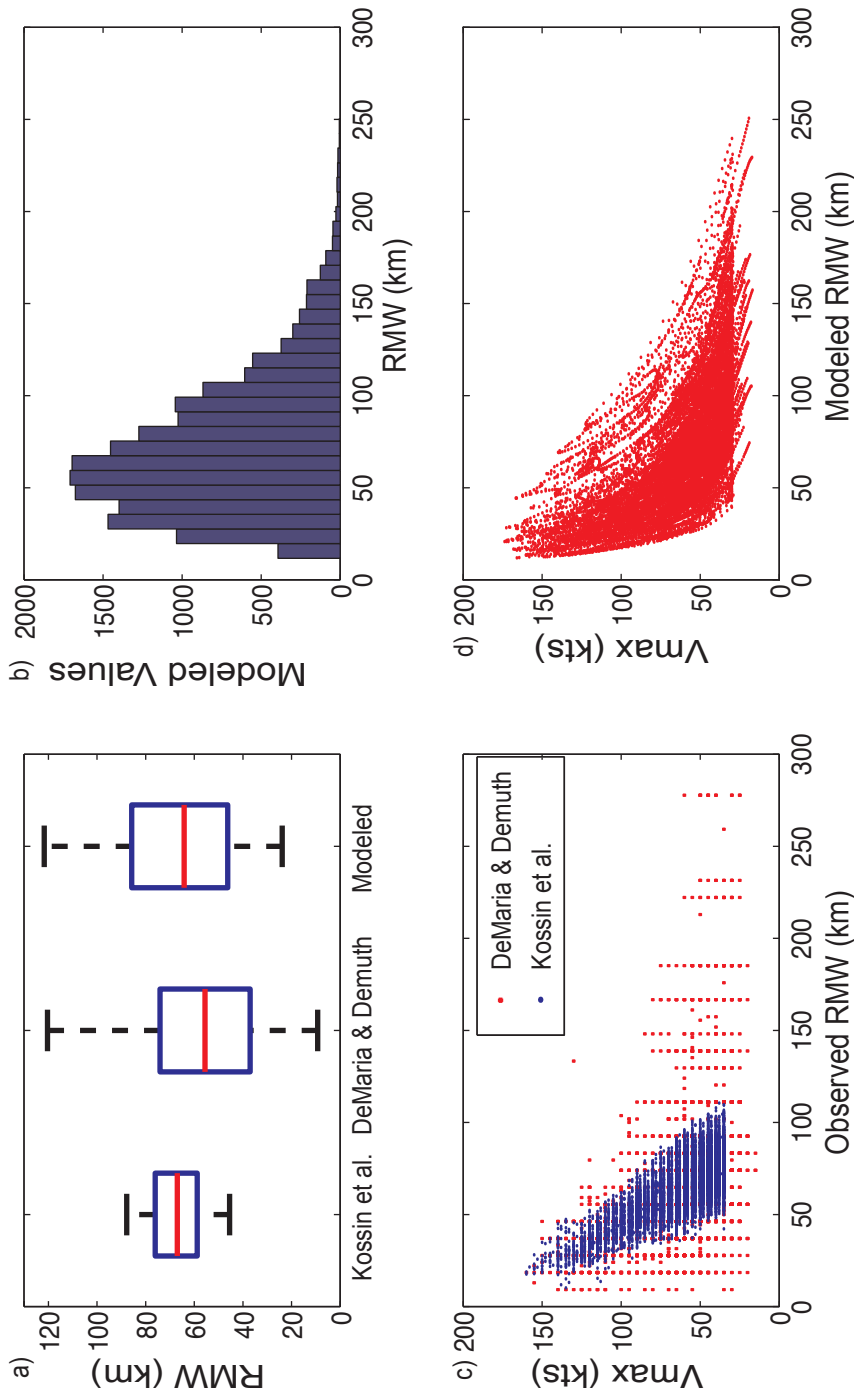 a)
RMW (km)
120
100
80
60
40
20
0
Kossin et al.
DeMaria & Demuth
Modeled
b)
Modeled Values
2000
1500
1000
500
0
0
50
100
150
200
250
300
RMW (km)
c)
Vmax (kts)
200
150
100
50
0
DeMaria & Demuth
Kossin et al.
0
50
100
150
200
250
300
Observed RMW (km)
d)
Vmax (kts)
200
150
100
50
0
0
50
100
150
200
250
300
Modeled RMW (km)